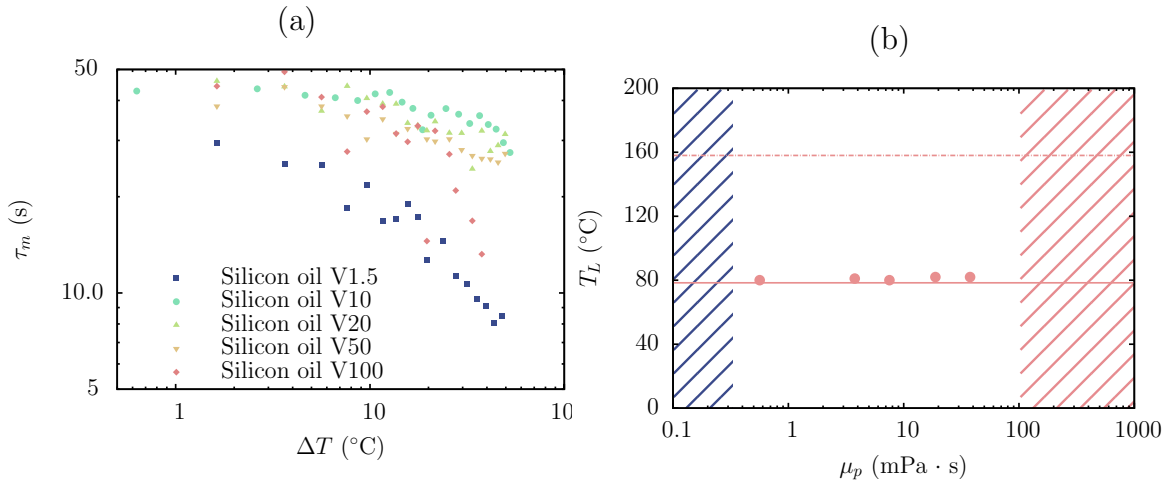 (a)
50
10.0
5
τm (s)
Silicon oil V1.5
Silicon oil V10
Silicon oil V20
Silicon oil V50
Silicon oil V100
1 10 10
ΔT (°C)
(b)
200
160
120
80
40
0
TL (°C)
0.1 1 10 100 1000
μp (mPa · s)